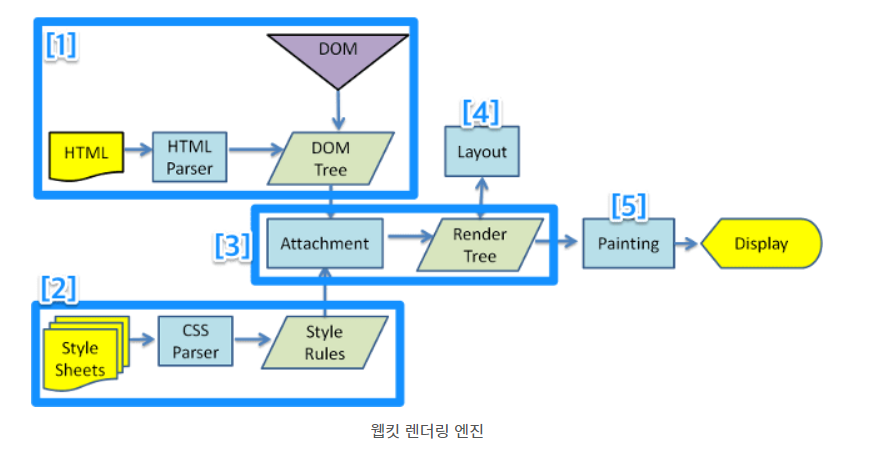 [1]
DOM
HTML
HTML
Parser
DOM
Tree
[4]
Layout
[3]
Attachment
Render
Tree
[5]
Painting
Display
[2]
Style
Sheets
CSS
Parser
Style
Rules
웹킷 렌더링 엔진